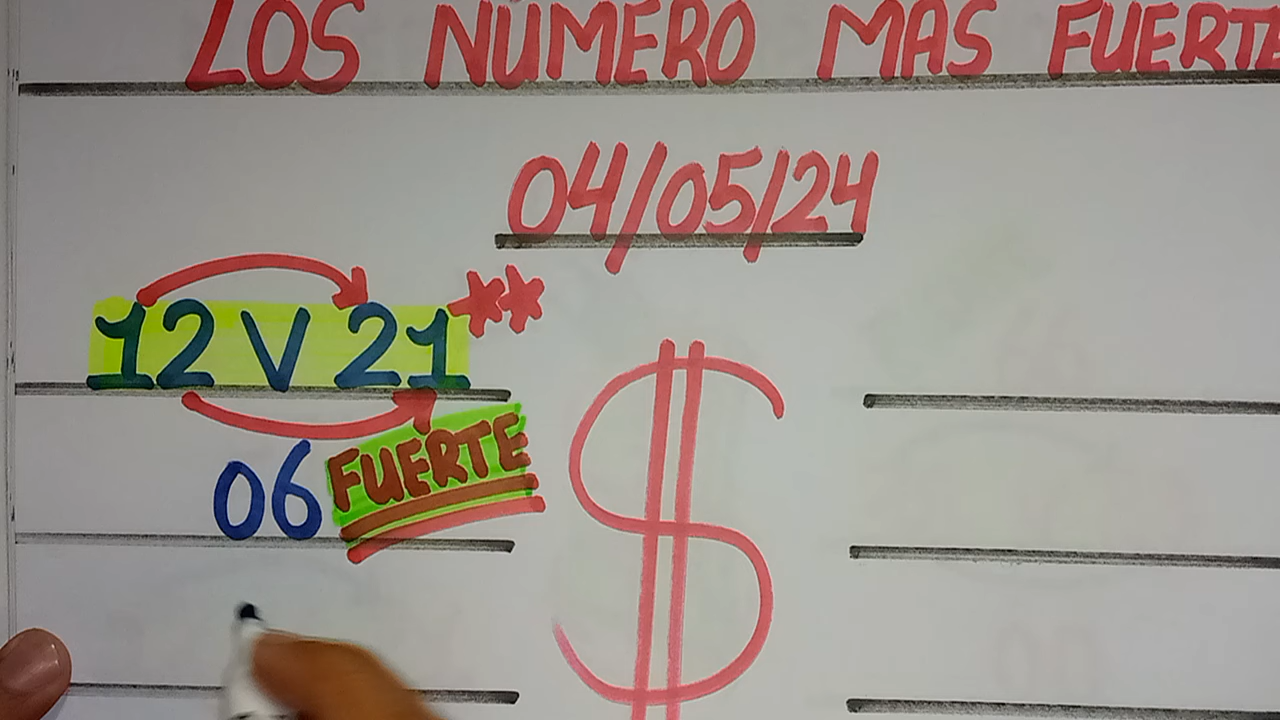 LOS NÚMERO MAS FUERTE
04/05/24
12 V 21 **
06 FUERTE
$